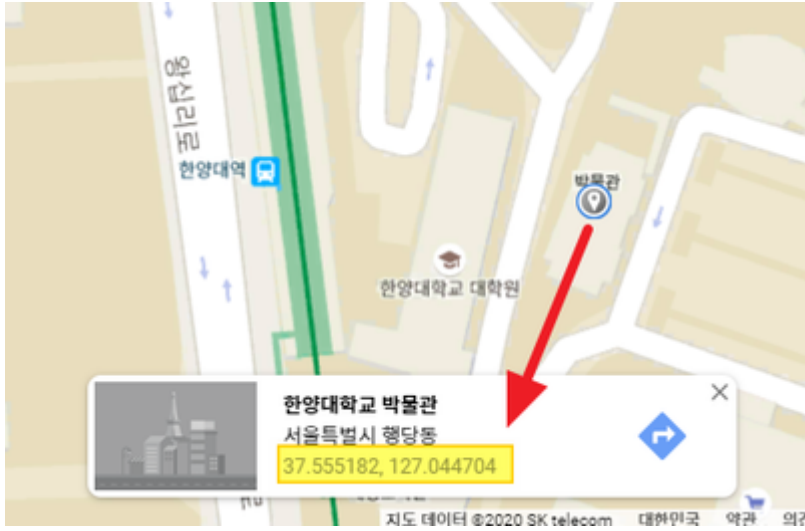 왕십리로
한양대역
박물관
한양대학교 대학원
한양대학교 박물관
서울특별시 행당동
37.555182, 127.044704
지도 데이터 ©2020 SK telecom 대한민국 약관